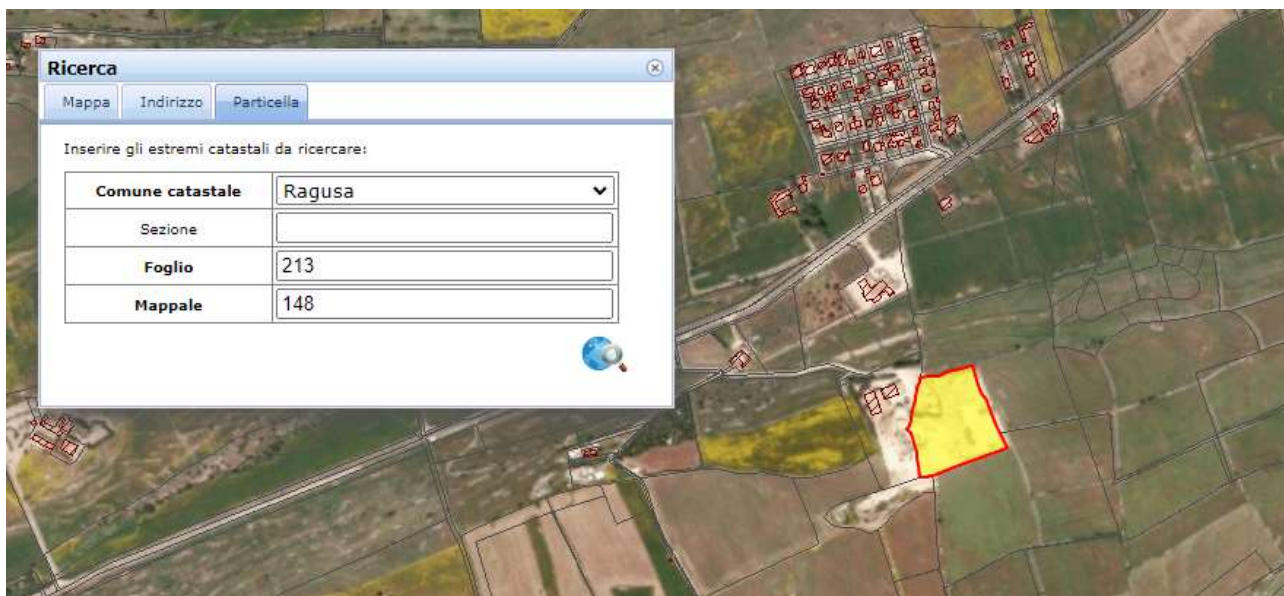 Ricerca
Mappa Indirizzo Particella
Inserire gli estremi catastali da ricercare:
Comune catastale Ragusa
Sezione
Foglio 213
Mappale 148